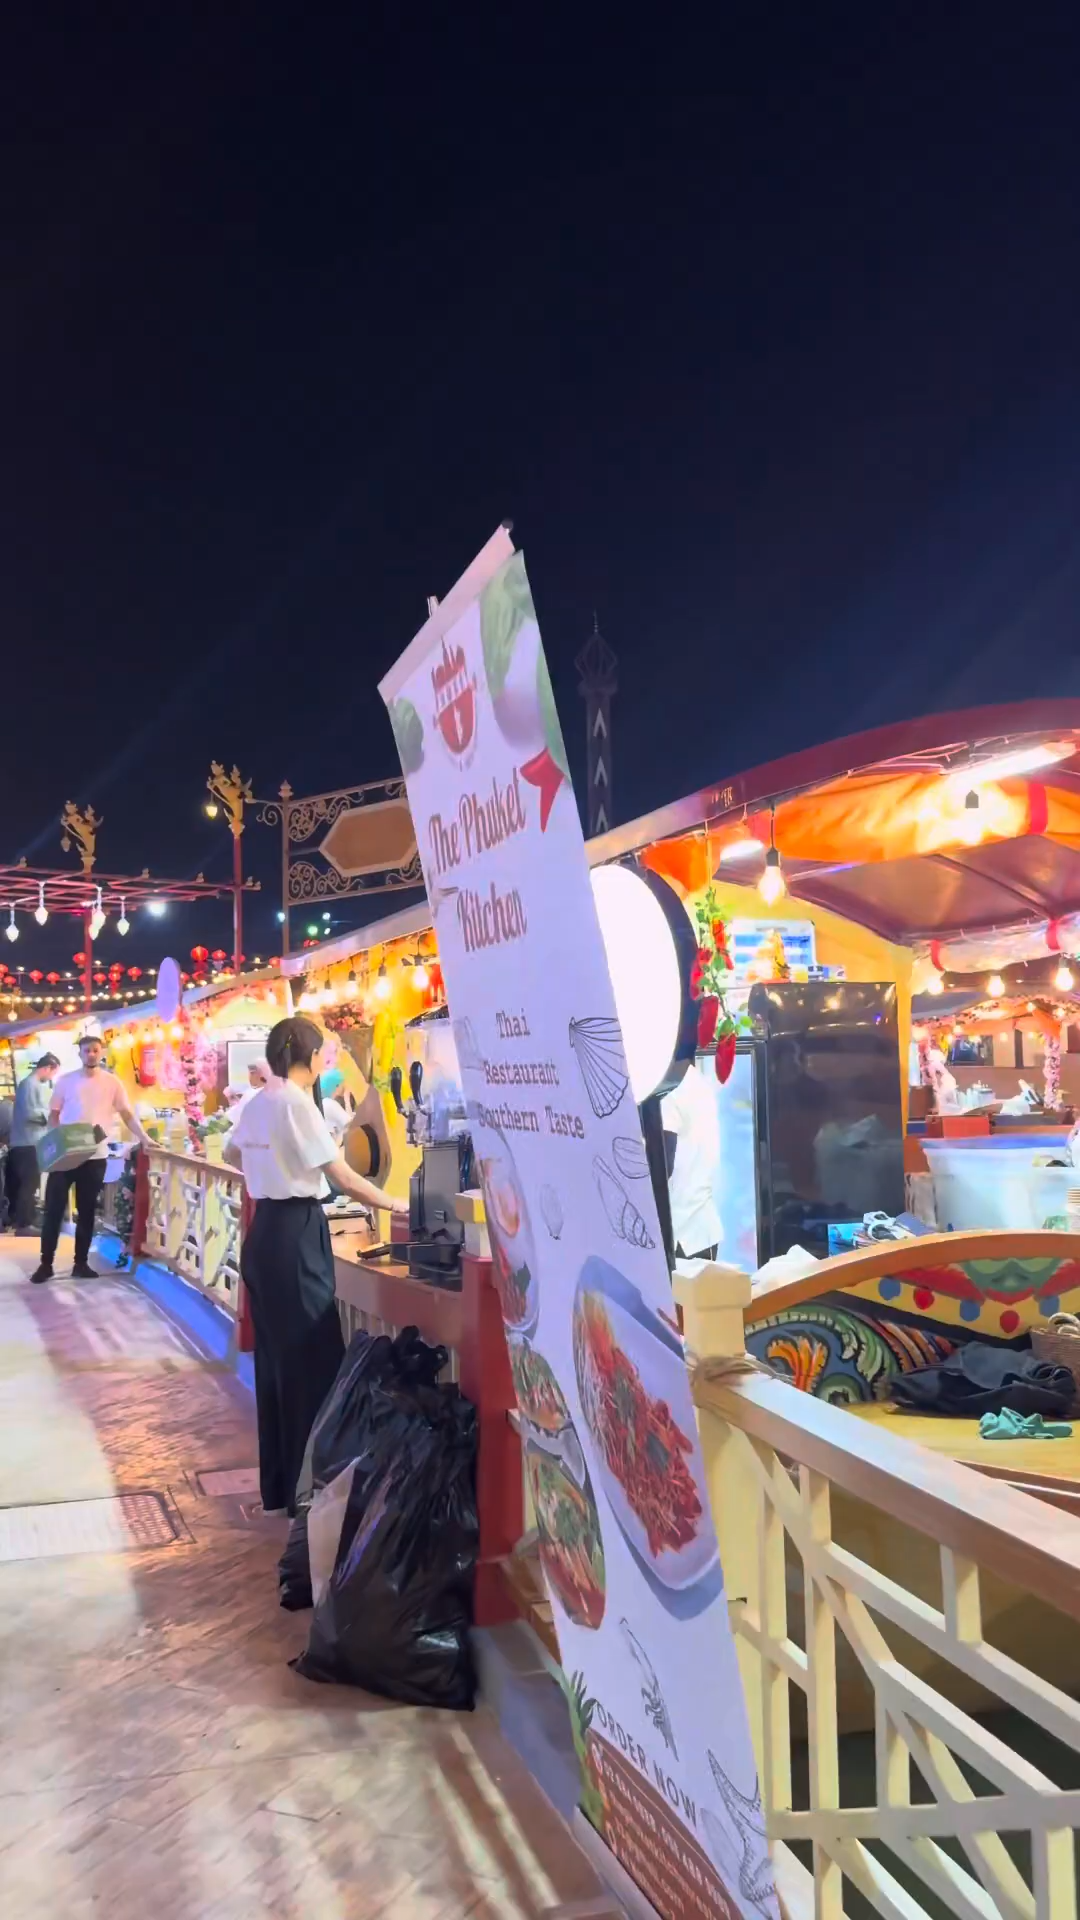 The Phuket
Kitchen
Thai
Restaurant
Southern Taste
ORDER NOW